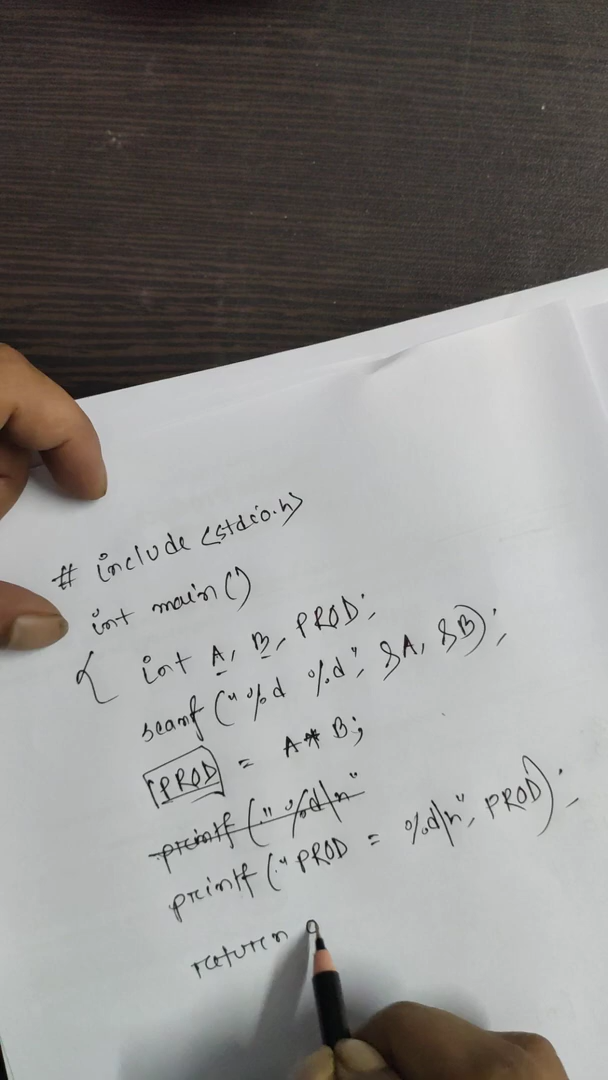 # include <stdio.h>
int main()
{ int A, B, PROD;
scanf ("%d %d", &A, &B);
PROD = A * B;
printf ("%d\n"
printf ("PROD = %d\n", PROD);
return 0